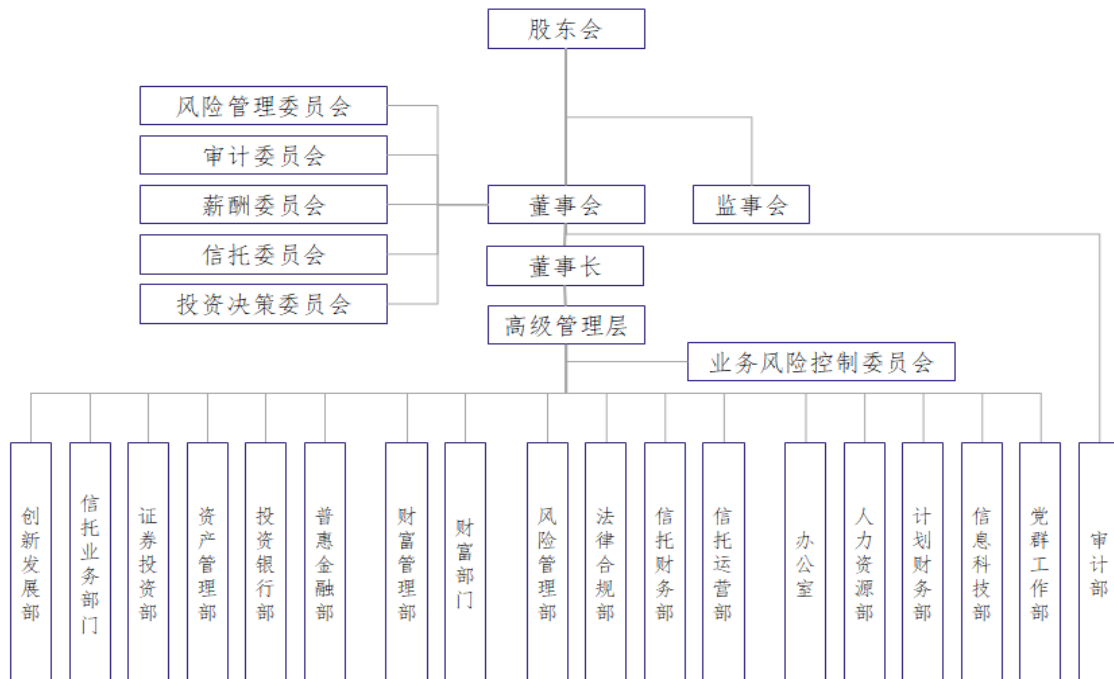 股东会
风险管理委员会
审计委员会
薪酬委员会
董事会
监事会
信托委员会
董事长
投资决策委员会
高级管理层
业务风险控制委员会
创新发展部
信托业务部门
证券投资部
资产管理部
投资银行部
普惠金融部
财富管理部
财富部门
风险管理部
法律合规部
信托财务部
信托运营部
办公室
人力资源部
计划财务部
信息科技部
党群工作部
审计部